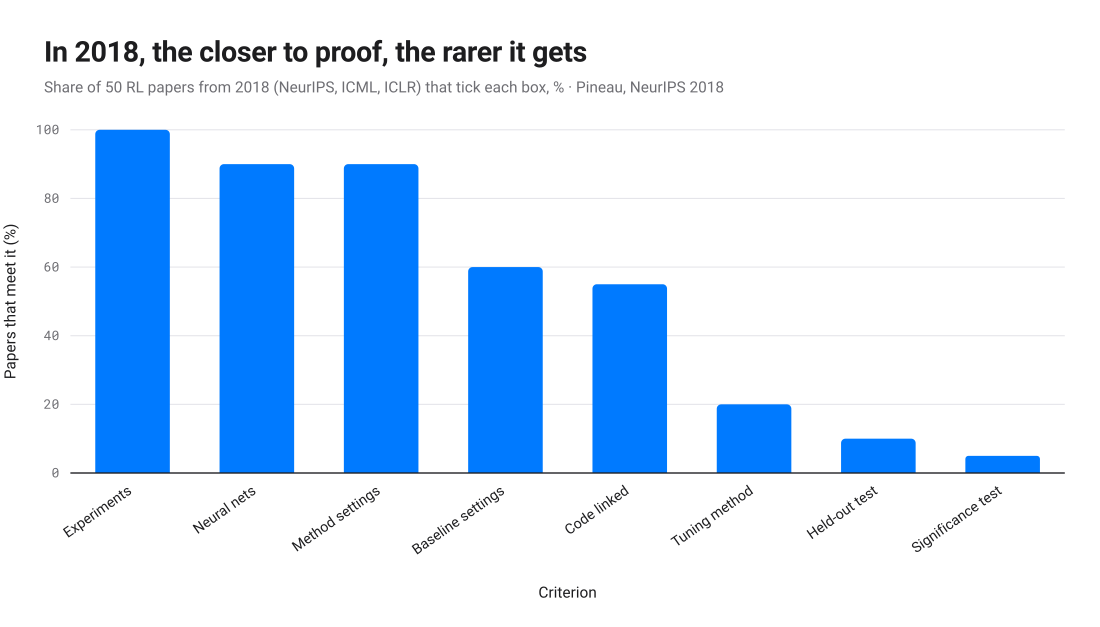 In 2018, the closer to proof, the rarer it gets
Share of 50 RL papers from 2018 (NeurIPS, ICML, ICLR) that tick each box, % · Pineau, NeurIPS 2018
Papers that meet it (%)
100
80
60
40
20
0
Experiments
Neural nets
Method settings
Baseline settings
Code linked
Tuning method
Held-out test
Significance test
Criterion